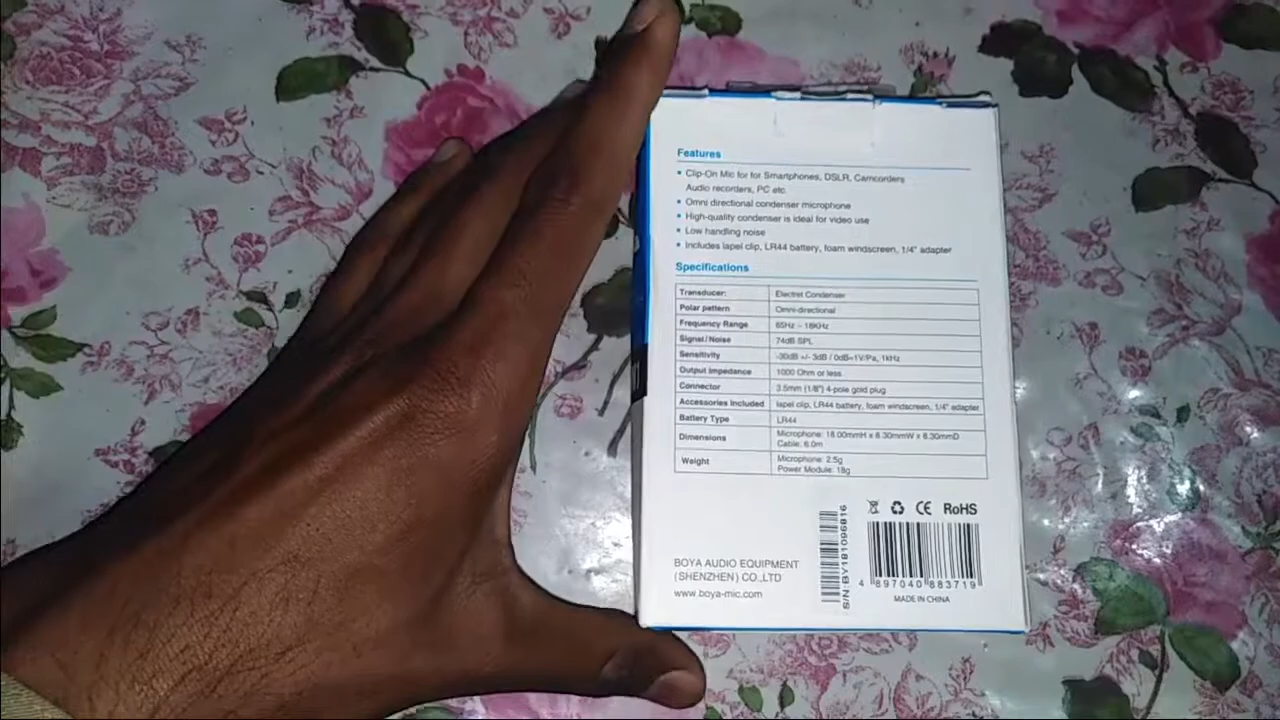 Features
• Clip-On Mic for for Smartphones, DSLR, Camcorders
Audio recorders, PC etc.
• Omni directional condenser microphone
• High-quality condenser is ideal for video use
• Low handling noise
• Includes lapel clip, LR44 battery, foam windscreen, 1/4" adapter
Specifications
Transducer: Electret Condenser
Polar pattern Omni-directional
Frequency Range 65Hz ~ 18KHz
Signal/Noise 74dB SPL
Sensitivity -30dB +/- 3dB / 0dB=1V/Pa, 1kHz
Output Impedance 1000 Ohm or less
Connector 3.5mm (1/8") 4-pole gold plug
Accessories Included lapel clip, LR44 battery, foam windscreen, 1/4" adapter
Battery Type LR44
Dimensions Microphone: 18.00mmH x 8.30mmW x 8.30mmD
Cable: 6.0m
Weight Microphone: 2.5g
Power Module: 18g
CE RoHS
BOYA AUDIO EQUIPMENT
(SHENZHEN) CO.,LTD
www.boya-mic.com
S/N:BY181096816
4 897040 883719
MADE IN CHINA